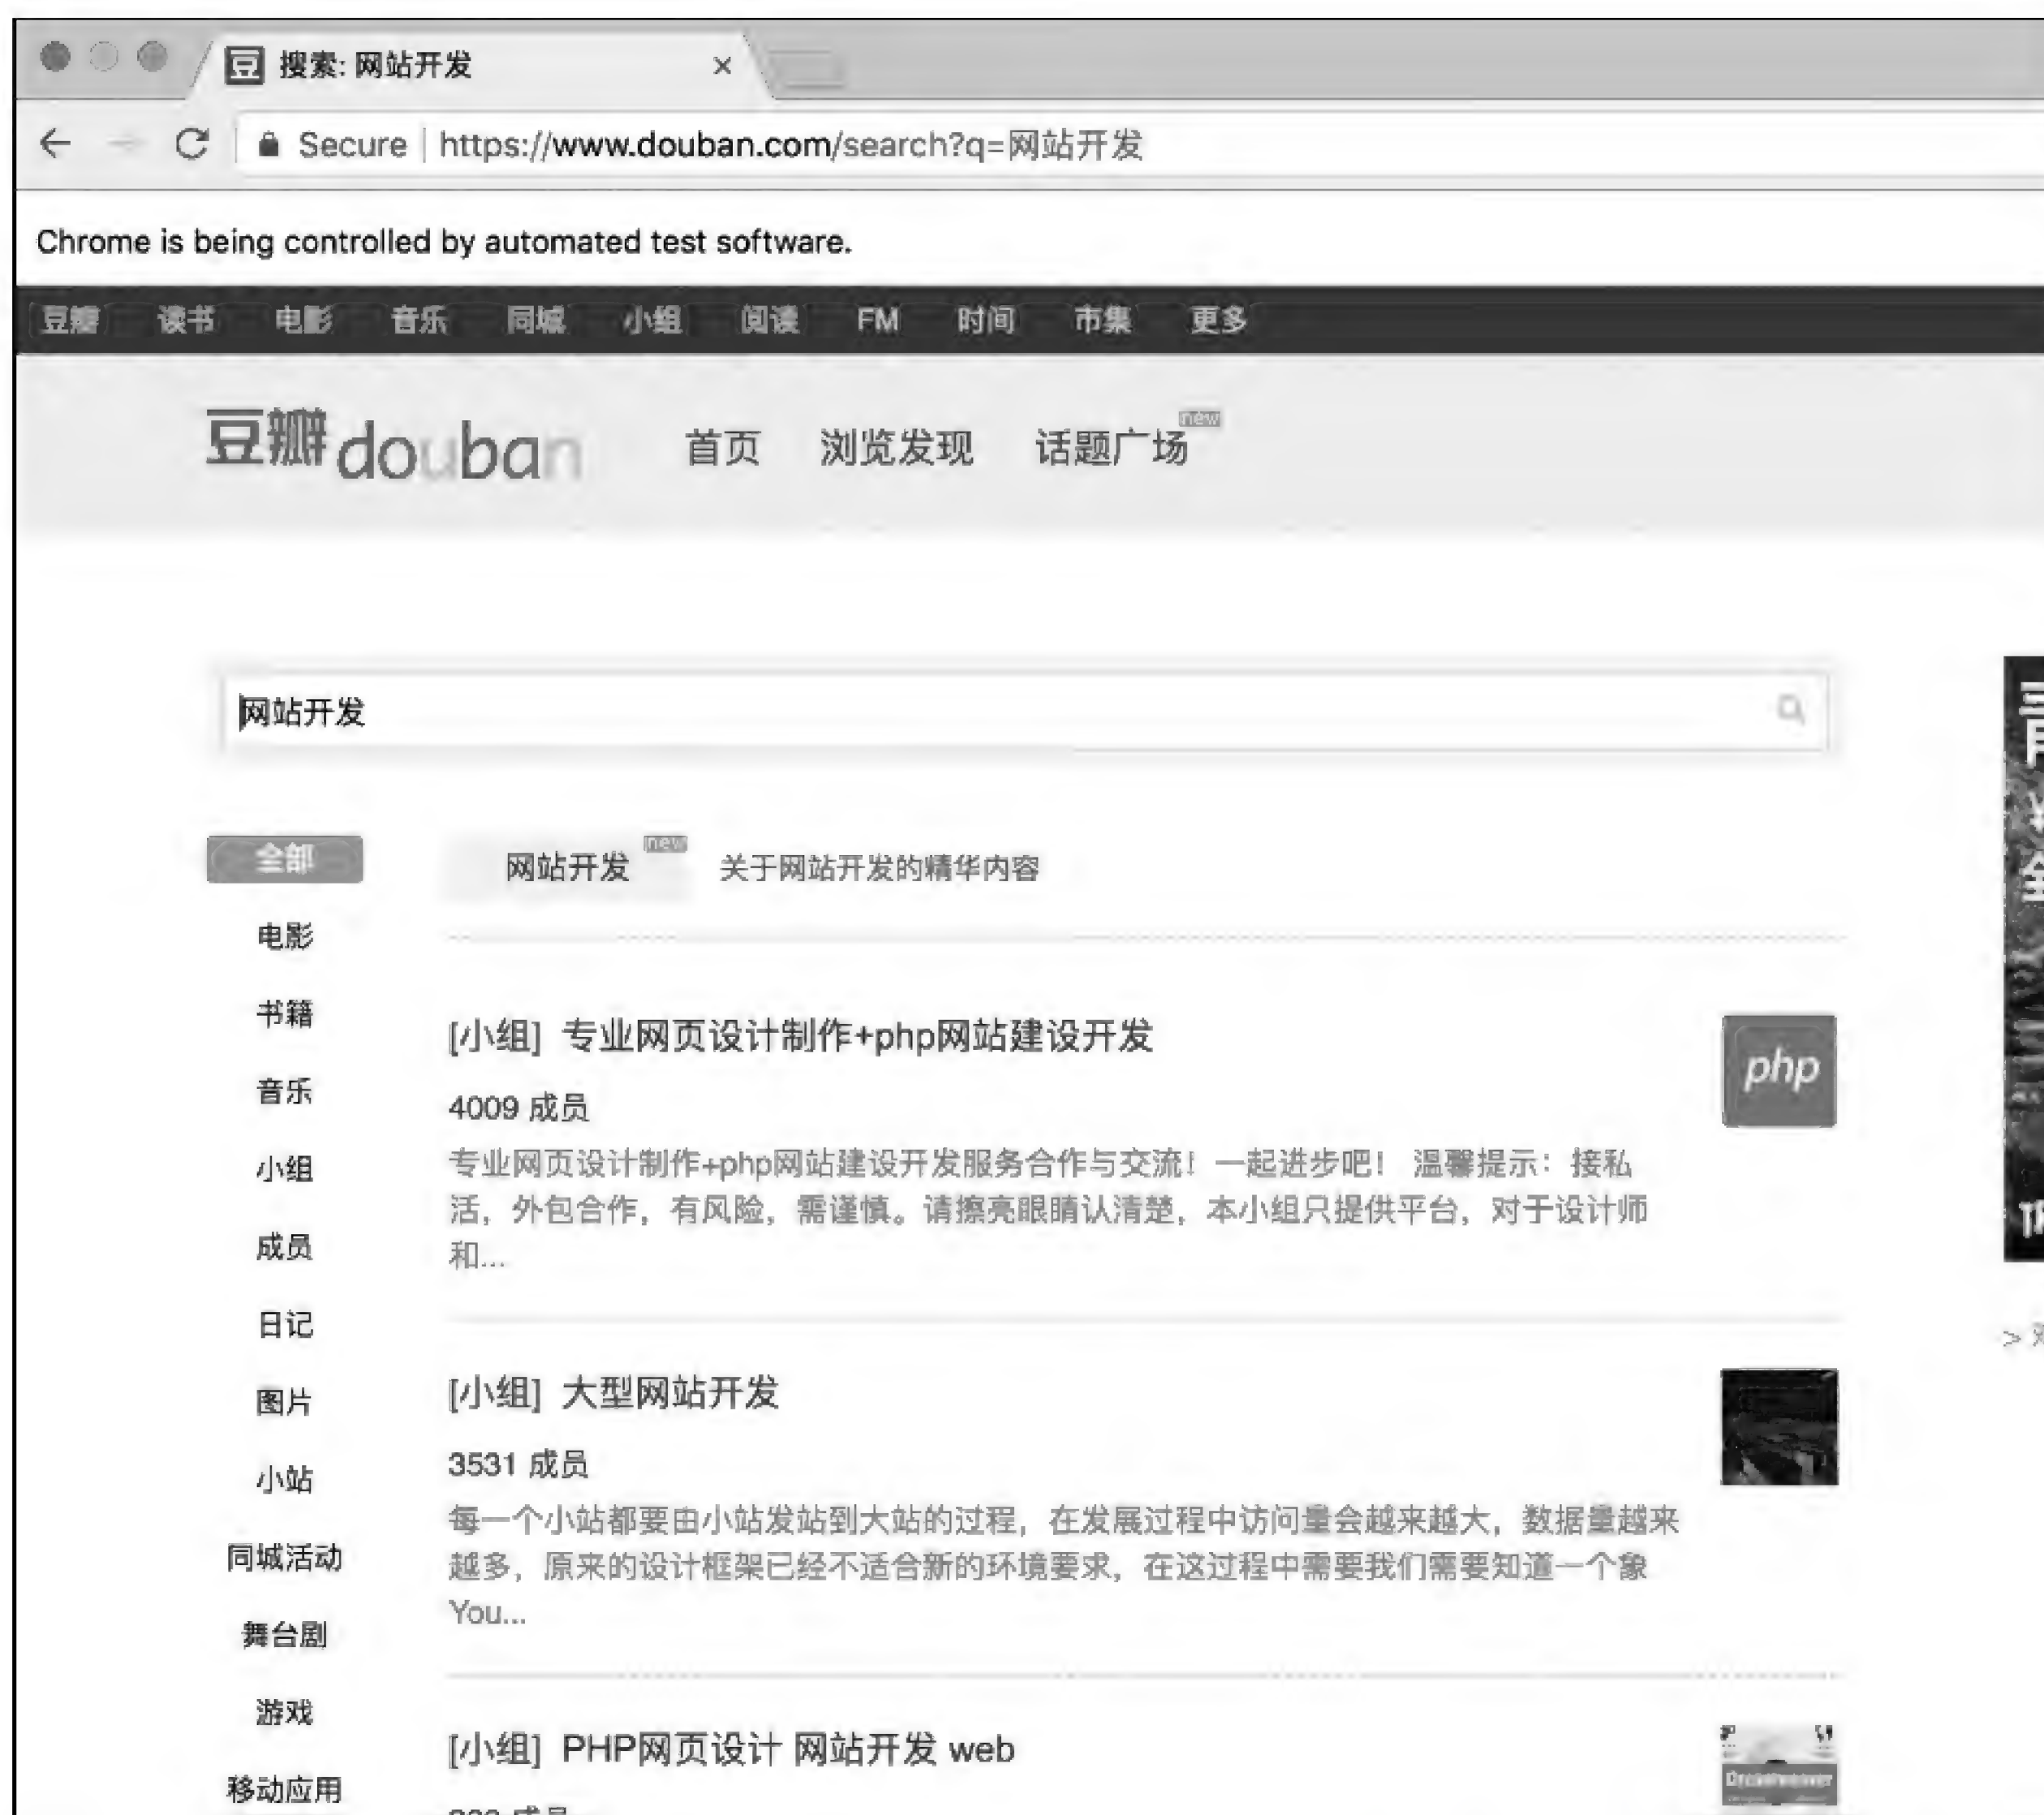 搜索: 网站开发
Secure | https://www.douban.com/search?q=网站开发
Chrome is being controlled by automated test software.
豆瓣 读书 电影 音乐 同城 小组 阅读 FM 时间 市集 更多
豆瓣douban 首页 浏览发现 话题广场 new
网站开发
全部
电影
书籍
音乐
小组
成员
日记
图片
小站
同城活动
舞台剧
游戏
移动应用
网站开发 new 关于网站开发的精华内容
[小组] 专业网页设计制作+php网站建设开发
4009 成员
专业网页设计制作+php网站建设开发服务合作与交流！一起进步吧！ 温馨提示：接私
活，外包合作，有风险，需谨慎。请擦亮眼睛认清楚，本小组只提供平台，对于设计师
和...
php
[小组] 大型网站开发
3531 成员
每一个小站都要由小站发站到大站的过程，在发展过程中访问量会越来越大，数据量越来
越多，原来的设计框架已经不适合新的环境要求，在这过程中需要我们需要知道一个象
You...
[小组] PHP网页设计 网站开发 web
Dreamweaver
成员